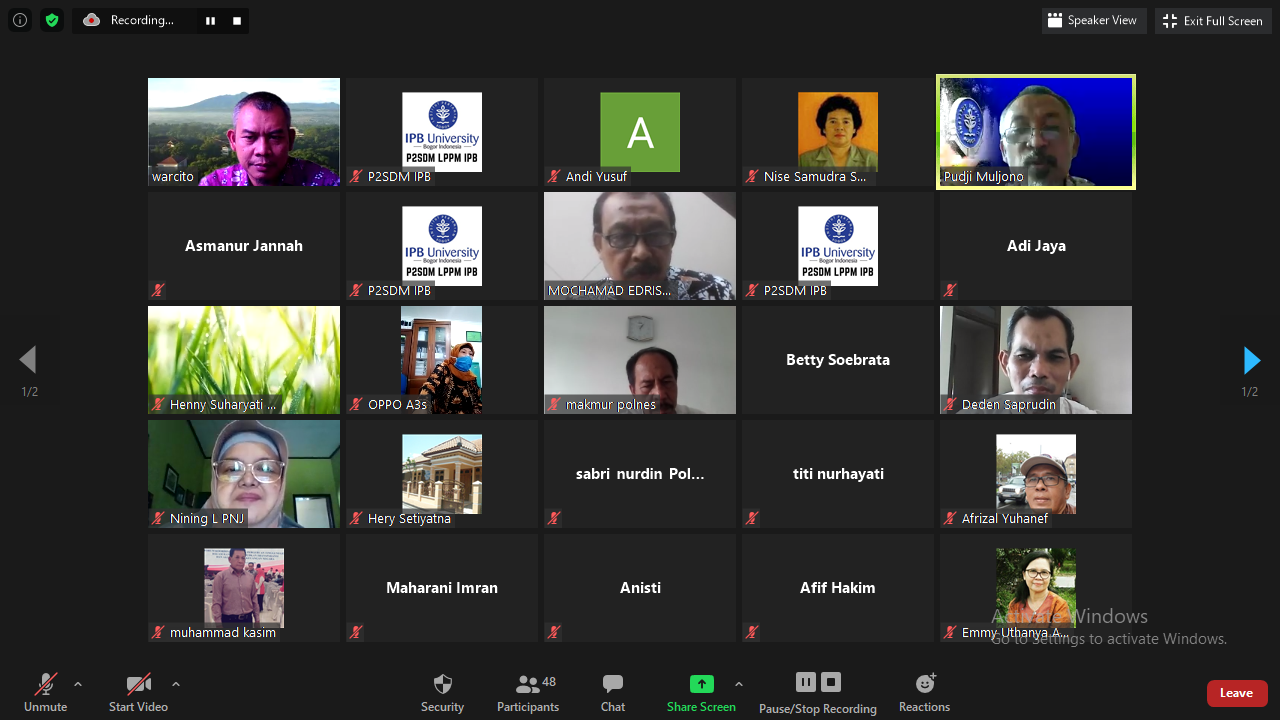 Recording...
Speaker View
Exit Full Screen
warcito
IPB University
Bogor Indonesia
P2SDM LPPM IPB
P2SDM IPB
A
Andi Yusuf
Nise Samudra S...
Pudji Muljono
Asmanur Jannah
IPB University
Bogor Indonesia
P2SDM LPPM IPB
P2SDM IPB
MOCHAMAD EDRIS...
IPB University
Bogor Indonesia
P2SDM LPPM IPB
P2SDM IPB
Adi Jaya
1/2
Henny Suharyati ...
OPPO A3s
makmur polnes
Betty Soebrata
Deden Saprudin
1/2
Nining L PNJ
Hery Setiyatna
sabri nurdin Pol...
titi nurhayati
Afrizal Yuhanef
muhammad kasim
Maharani Imran
Anisti
Afif Hakim
Emmy Uthanya A...
Activate Windows
Go to Settings to activate Windows.
Unmute
Start Video
Security
48
Participants
Chat
Share Screen
Pause/Stop Recording
Reactions
Leave